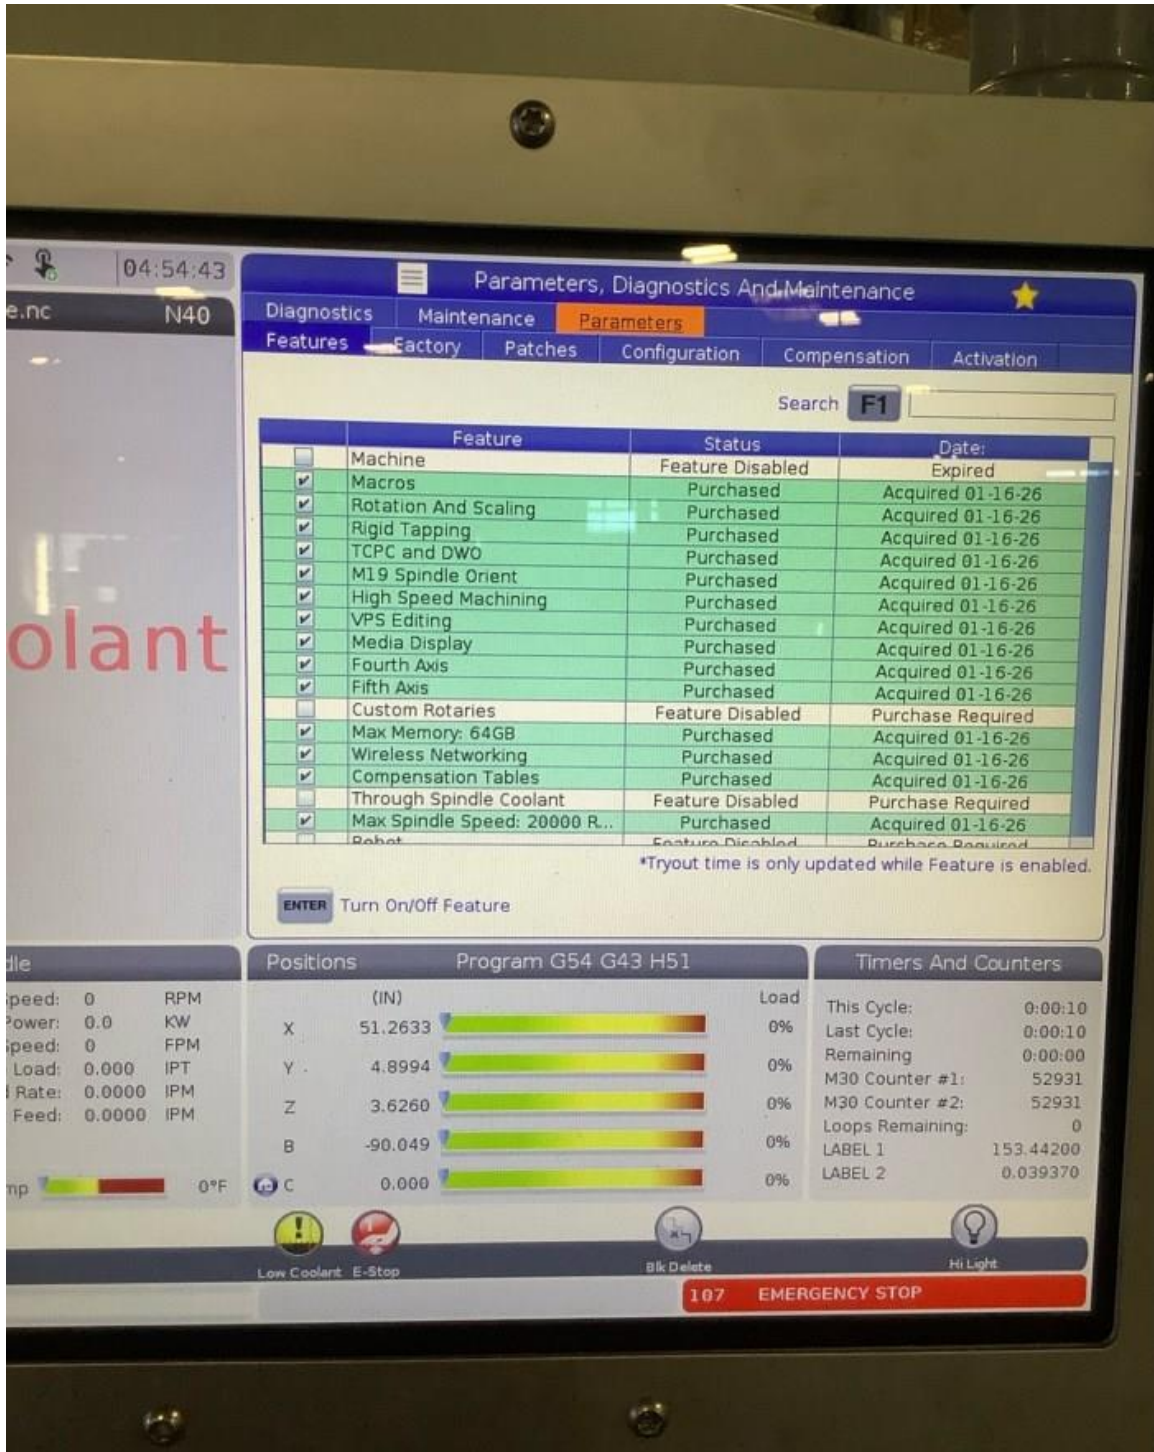 04:54:43
Parameters, Diagnostics And Maintenance
e.nc N40
Diagnostics Maintenance Parameters
Features Factory Patches Configuration Compensation Activation
Search F1
Feature Status Date:
Machine Feature Disabled Expired
Macros Purchased Acquired 01-16-26
Rotation And Scaling Purchased Acquired 01-16-26
Rigid Tapping Purchased Acquired 01-16-26
TCPC and DWO Purchased Acquired 01-16-26
M19 Spindle Orient Purchased Acquired 01-16-26
High Speed Machining Purchased Acquired 01-16-26
VPS Editing Purchased Acquired 01-16-26
Media Display Purchased Acquired 01-16-26
Fourth Axis Purchased Acquired 01-16-26
Fifth Axis Purchased Acquired 01-16-26
Custom Rotaries Feature Disabled Purchase Required
Max Memory: 64GB Purchased Acquired 01-16-26
Wireless Networking Purchased Acquired 01-16-26
Compensation Tables Purchased Acquired 01-16-26
Through Spindle Coolant Feature Disabled Purchase Required
Max Spindle Speed: 20000 R... Purchased Acquired 01-16-26
Robot Feature Disabled Purchase Required
*Tryout time is only updated while Feature is enabled.
ENTER Turn On/Off Feature
olant
dle
peed: 0 RPM
Power: 0.0 KW
peed: 0 FPM
Load: 0.000 IPT
Rate: 0.0000 IPM
Feed: 0.0000 IPM
mp 0°F
Positions Program G54 G43 H51
(IN) Load
X 51.2633 0%
Y 4.8994 0%
Z 3.6260 0%
B -90.049 0%
C 0.000 0%
Timers And Counters
This Cycle: 0:00:10
Last Cycle: 0:00:10
Remaining 0:00:00
M30 Counter #1: 52931
M30 Counter #2: 52931
Loops Remaining: 0
LABEL 1 153.44200
LABEL 2 0.039370
Low Coolant E-Stop Blk Delete Hi Light
107 EMERGENCY STOP